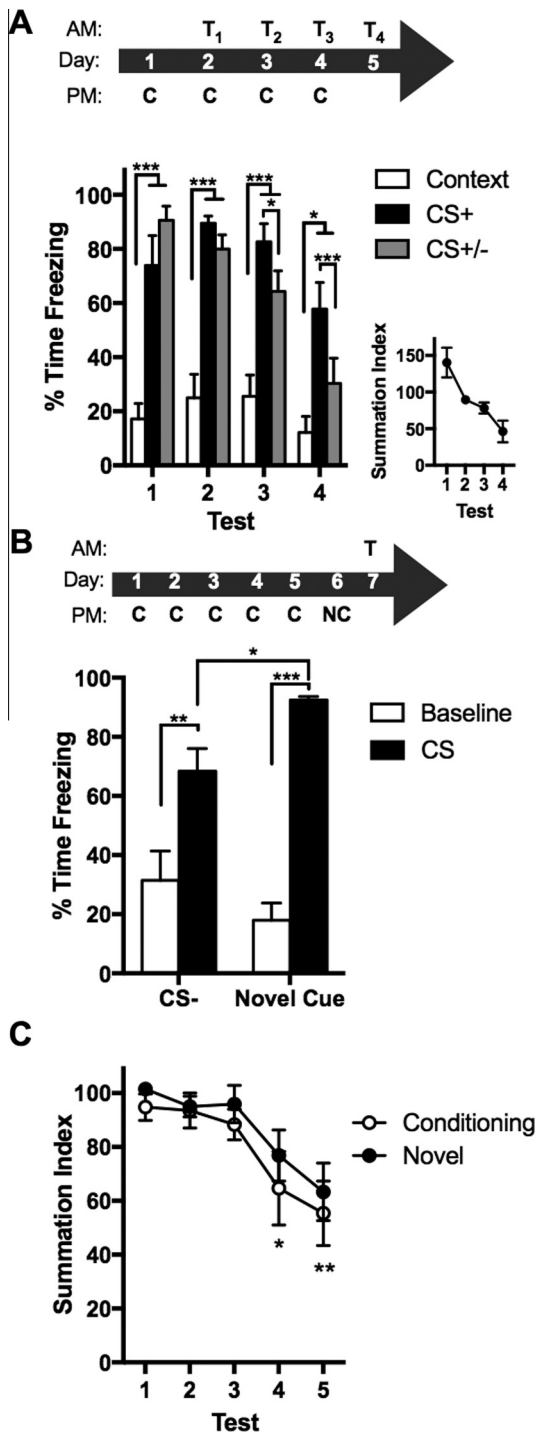 A
AM: T1 T2 T3 T4
Day: 1 2 3 4 5
PM: C C C C
% Time Freezing
100
80
60
40
20
0
*** *** *** * * ***
1 2 3 4
Test
Context
CS+
CS+/-
Summation Index
150
100
50
0
1 2 3 4
Test
B
AM: T
Day: 1 2 3 4 5 6 7
PM: C C C C C NC
% Time Freezing
100
80
60
40
20
0
*
** ***
CS- Novel Cue
Baseline
CS
C
Summation Index
100
80
60
40
20
0
* **
1 2 3 4 5
Test
Conditioning
Novel